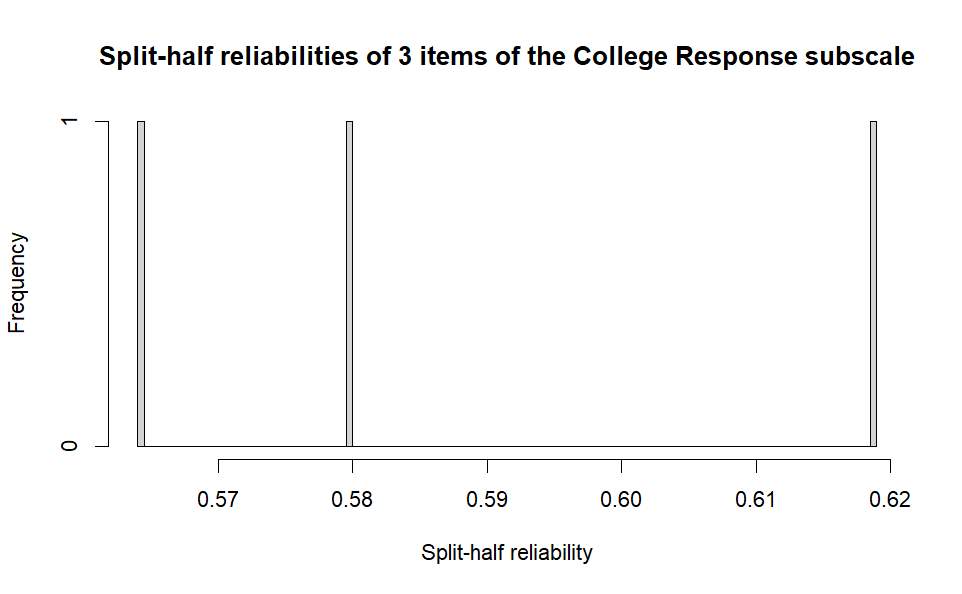 Split-half reliabilities of 3 items of the College Response subscale
Frequency
1
0
0.57 0.58 0.59 0.60 0.61 0.62
Split-half reliability